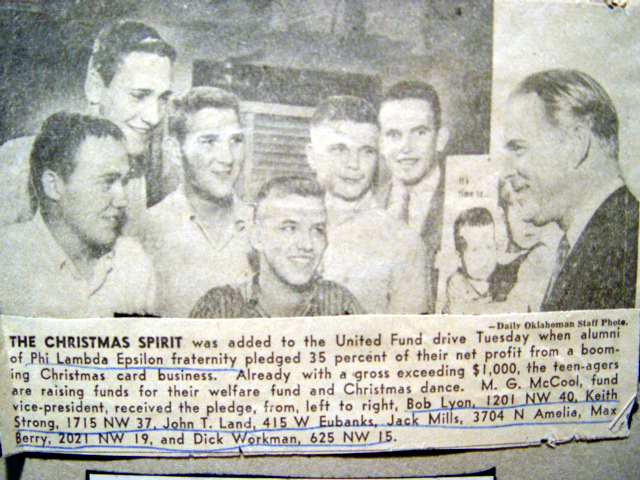 It's
time to...
—Daily Oklahoman Staff Photo.
THE CHRISTMAS SPIRIT was added to the United Fund drive Tuesday when alumni
of Phi Lambda Epsilon fraternity pledged 35 percent of their net profit from a boom-
ing Christmas card business. Already with a gross exceeding $1,000, the teen-agers
are raising funds for their welfare fund and Christmas dance. M. G. McCool, fund
vice-president, received the pledge, from, left to right, Bob Lyon, 1201 NW 40, Keith
Strong, 1715 NW 37, John T. Land, 415 W Eubanks, Jack Mills, 3704 N Amelia, Max
Berry, 2021 NW 19, and Dick Workman, 625 NW 15.